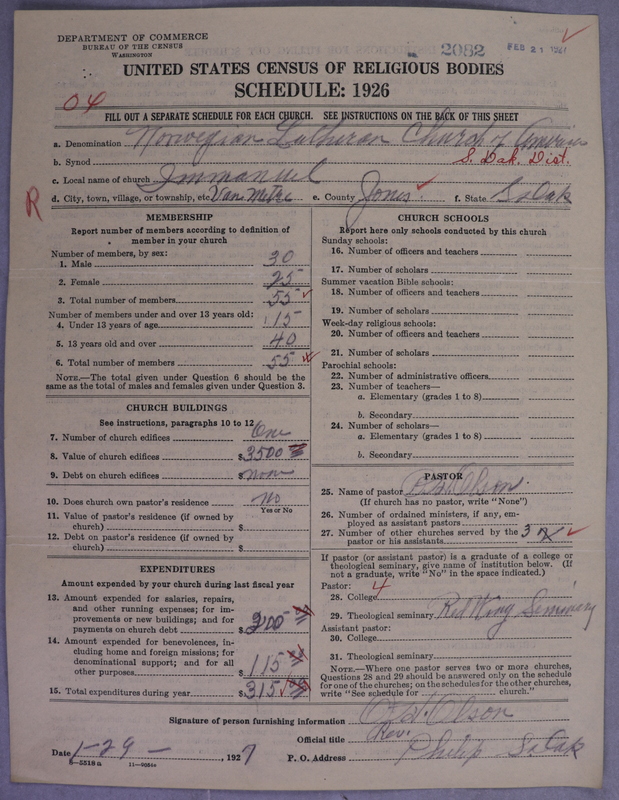 DEPARTMENT OF COMMERCE
BUREAU OF THE CENSUS
WASHINGTON
2082
FEB 21 192
UNITED STATES CENSUS OF RELIGIOUS BODIES
SCHEDULE: 1926
04
FILL OUT A SEPARATE SCHEDULE FOR EACH CHURCH. SEE INSTRUCTIONS ON THE BACK OF THIS SHEET
a. Denomination Norwegian Lutheran Church of America
b. Synod S. Dak. Dist.
c. Local name of church Immanuel
R
d. City, town, village, or township, etc. Van Metre e. County Jones f. State S. Dak
MEMBERSHIP
Report number of members according to definition of member in your church
Number of members, by sex:
1. Male 30
2. Female 25
3. Total number of members 55
Number of members under and over 13 years old:
4. Under 13 years of age 15
5. 13 years old and over 40
6. Total number of members 55
NOTE.—The total given under Question 6 should be the same as the total of males and females given under Question 3.
CHURCH BUILDINGS
See instructions, paragraphs 10 to 12
7. Number of church edifices One
8. Value of church edifices $3500
9. Debt on church edifices $none
10. Does church own pastor's residence no
Yes or No
11. Value of pastor's residence (if owned by church) $
12. Debt on pastor's residence (if owned by church) $
EXPENDITURES
Amount expended by your church during last fiscal year
13. Amount expended for salaries, repairs, and other running expenses; for improvements or new buildings; and for payments on church debt $200
14. Amount expended for benevolences, including home and foreign missions; for denominational support; and for all other purposes $115
15. Total expenditures during year $315
CHURCH SCHOOLS
Report here only schools conducted by this church
Sunday schools:
16. Number of officers and teachers
17. Number of scholars
Summer vacation Bible schools:
18. Number of officers and teachers
19. Number of scholars
Week-day religious schools:
20. Number of officers and teachers
21. Number of scholars
Parochial schools:
22. Number of administrative officers
23. Number of teachers—
a. Elementary (grades 1 to 8)
b. Secondary
24. Number of scholars—
a. Elementary (grades 1 to 8)
b. Secondary
PASTOR
25. Name of pastor Olson
(If church has no pastor, write "None")
26. Number of ordained ministers, if any, employed as assistant pastors
27. Number of other churches served by the pastor or his assistants 3
If pastor (or assistant pastor) is a graduate of a college or theological seminary, give name of institution below. (If not a graduate, write "No" in the space indicated.)
Pastor: 4
28. College
29. Theological seminary Red Wing Seminary
Assistant pastor:
30. College
31. Theological seminary
NOTE.—Where one pastor serves two or more churches, Questions 28 and 29 should be answered only on the schedule for one of the churches; on the schedules for the other churches, write "See schedule for church."
Signature of person furnishing information Olson
Official title Rev.
Date 1-29-, 1927 P. O. Address Philip S. Dak
8-5518a